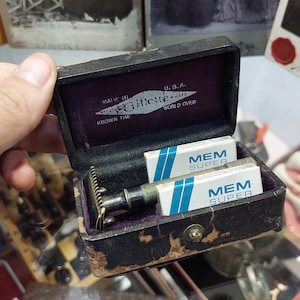 MADE IN U.S.A.
Gillette
KNOWN THE WORLD OVER
MEM
SUPER
MEM
SUPER